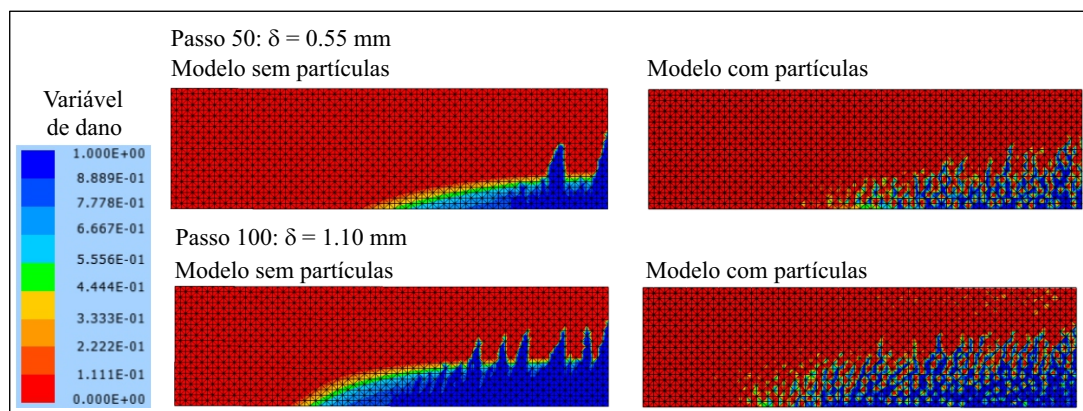 Passo 50: δ = 0.55 mm
Modelo sem partículas
Modelo com partículas
Variável
de dano
1.000E+00
8.889E-01
7.778E-01
6.667E-01
5.556E-01
4.444E-01
3.333E-01
2.222E-01
1.111E-01
0.000E+00
Passo 100: δ = 1.10 mm
Modelo sem partículas
Modelo com partículas